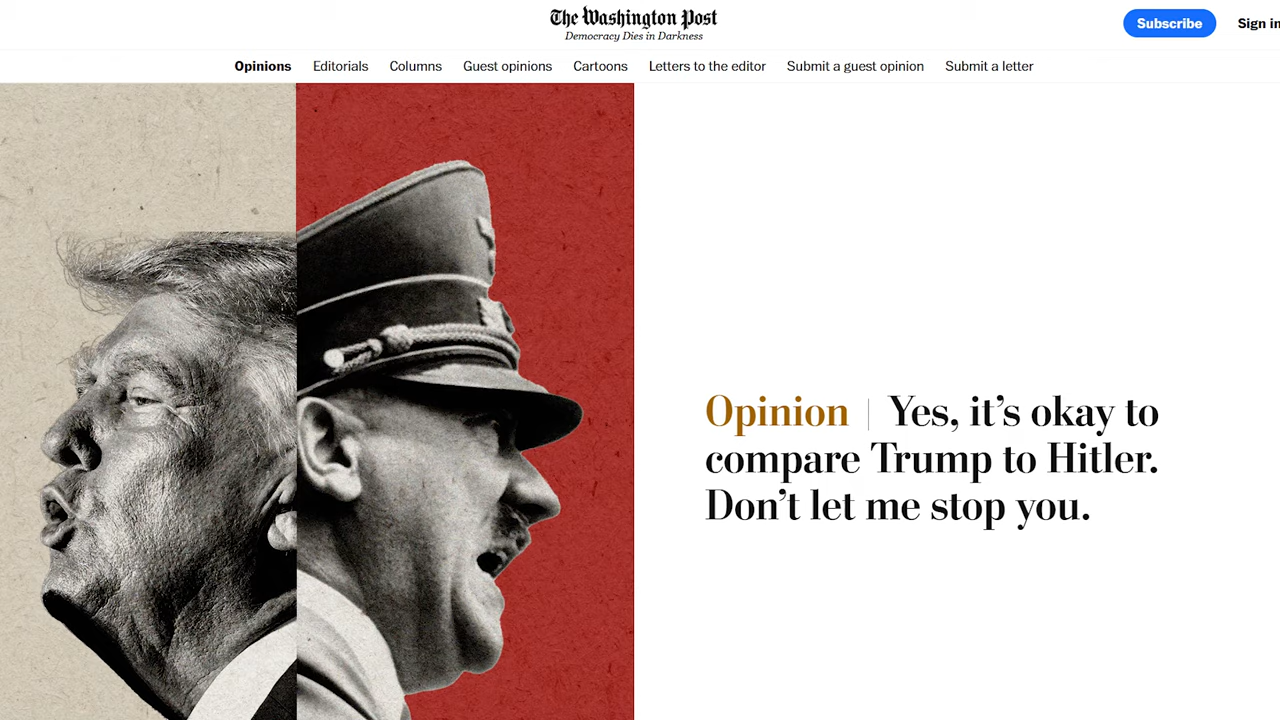 The Washington Post
Democracy Dies in Darkness
Subscribe
Sign in
Opinions Editorials Columns Guest opinions Cartoons Letters to the editor Submit a guest opinion Submit a letter
Opinion | Yes, it’s okay to
compare Trump to Hitler.
Don’t let me stop you.